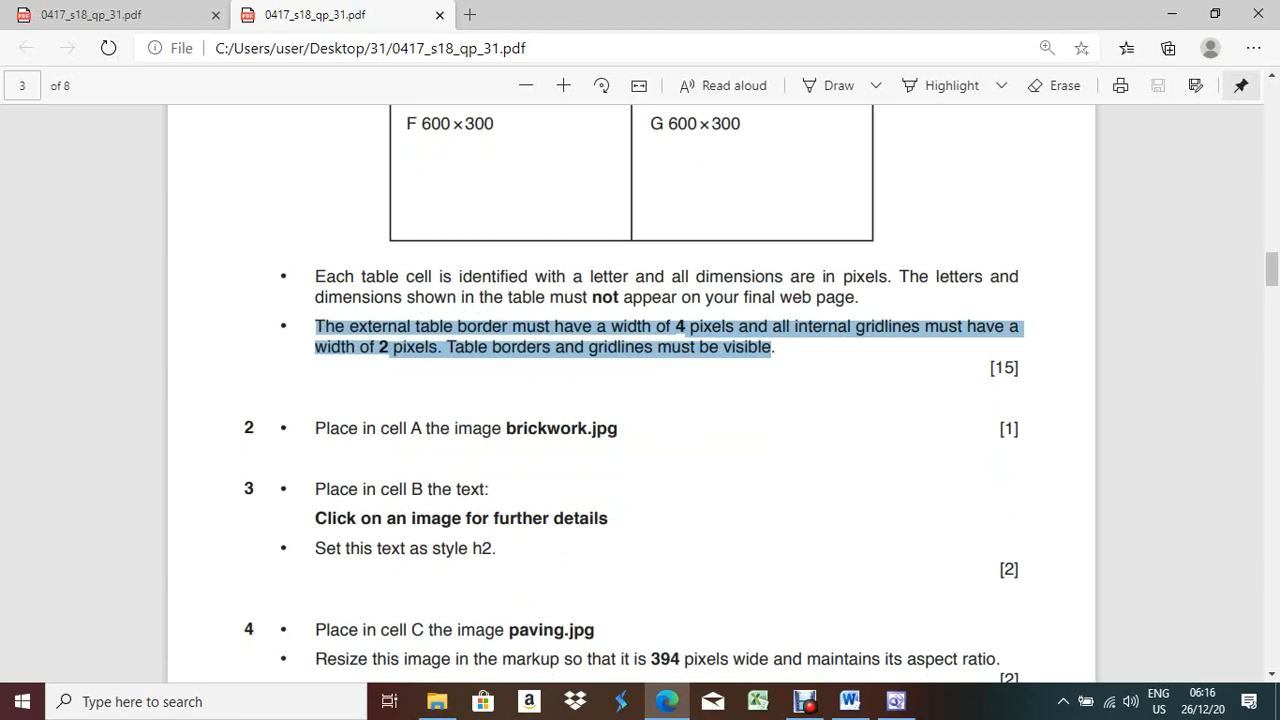 0417_s18_qp_31.pdf
0417_s18_qp_31.pdf
File
C:/Users/user/Desktop/31/0417_s18_qp_31.pdf
3 of 8
Read aloud
Draw
Highlight
Erase
F 600×300
G 600×300
• Each table cell is identified with a letter and all dimensions are in pixels. The letters and
dimensions shown in the table must not appear on your final web page.
• The external table border must have a width of 4 pixels and all internal gridlines must have a
width of 2 pixels. Table borders and gridlines must be visible.
[15]
2 • Place in cell A the image brickwork.jpg [1]
3 • Place in cell B the text:
Click on an image for further details
• Set this text as style h2.
[2]
4 • Place in cell C the image paving.jpg
• Resize this image in the markup so that it is 394 pixels wide and maintains its aspect ratio.
[2]
Type here to search
ENG
US
06:16
26/12/20